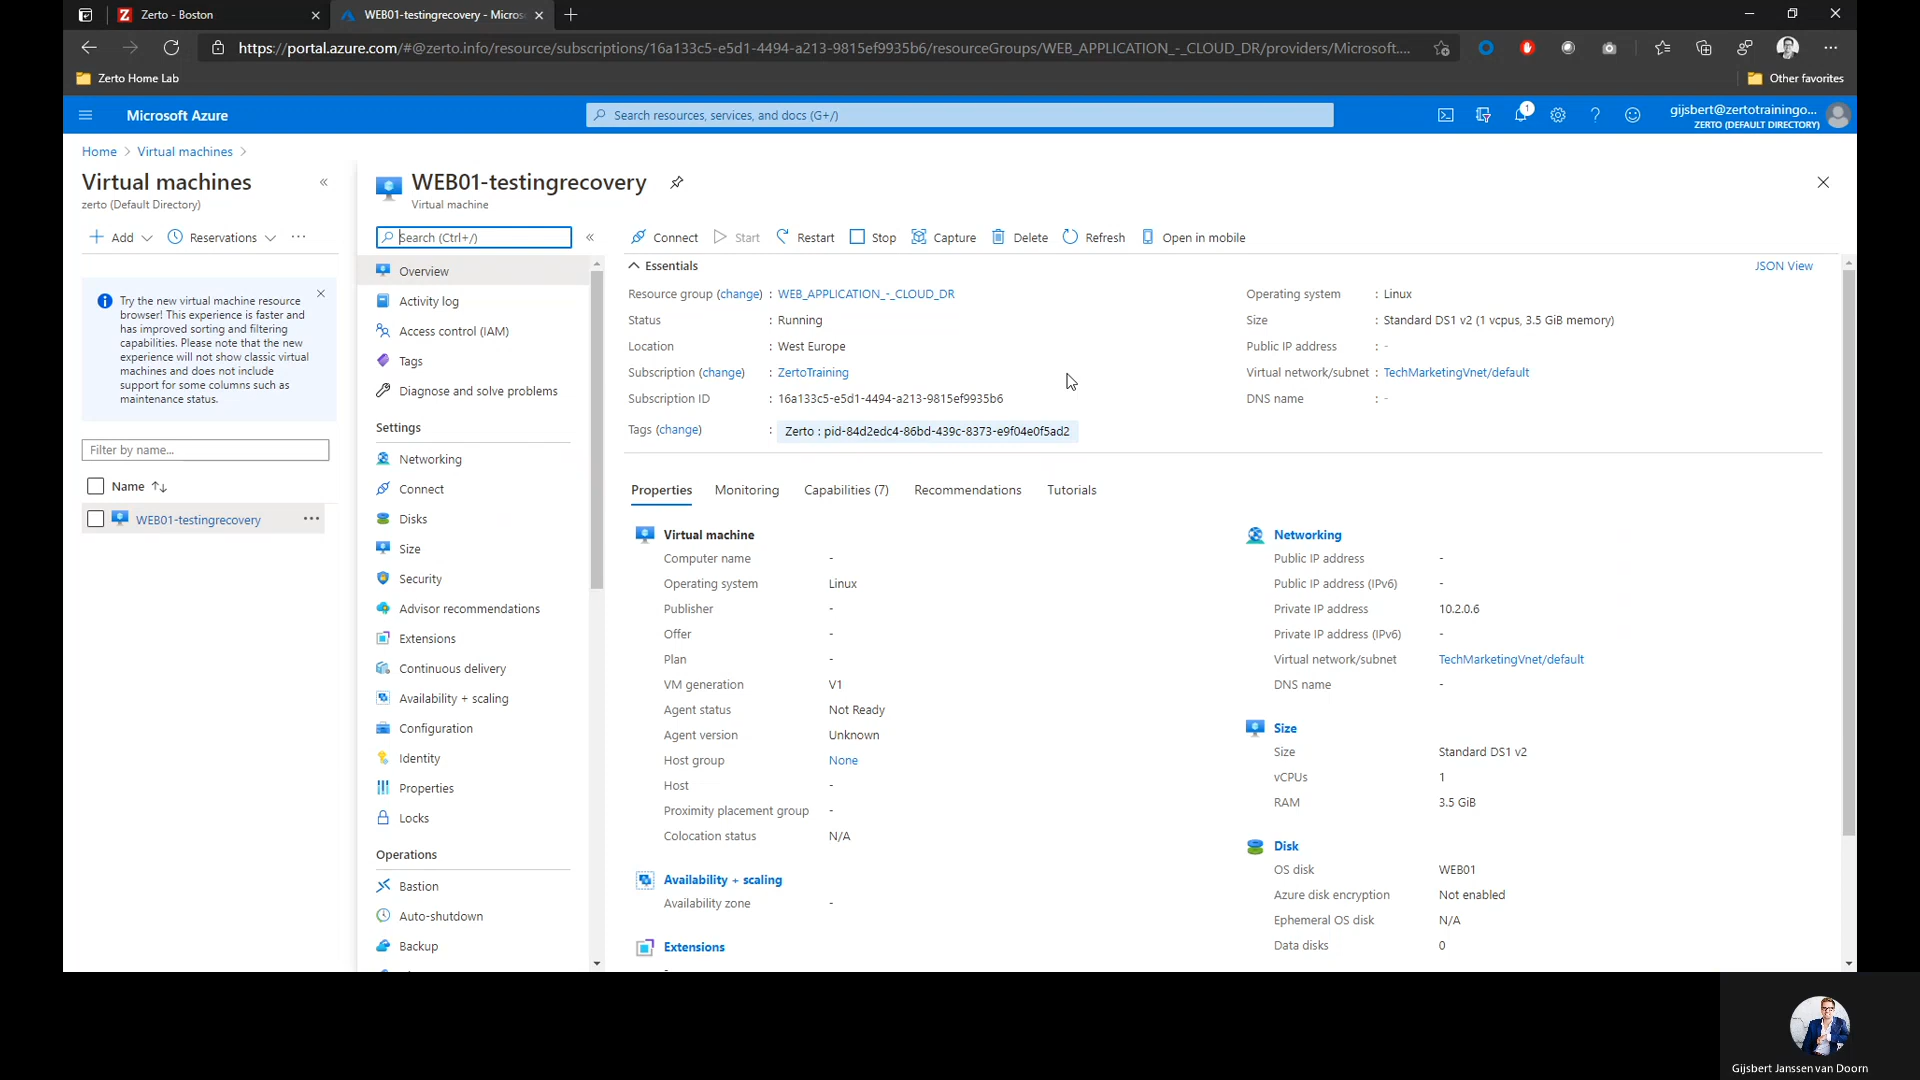 Zerto - Boston
WEB01-testingrecovery - Micros
https://portal.azure.com/#@zerto.info/resource/subscriptions/16a133c5-e5d1-4494-a213-9815ef9935b6/resourceGroups/WEB_APPLICATION_-_CLOUD_DR/providers/Microsoft....
Zerto Home Lab
Other favorites
Microsoft Azure
Search resources, services, and docs (G+/)
1
gijsbert@zertotrainingo...
ZERTO (DEFAULT DIRECTORY)
Home > Virtual machines >
Virtual machines
zerto (Default Directory)
Add
Reservations
Try the new virtual machine resource
browser! This experience is faster and
has improved sorting and filtering
capabilities. Please note that the new
experience will not show classic virtual
machines and does not include
support for some columns such as
maintenance status.
Filter by name...
Name
WEB01-testingrecovery
WEB01-testingrecovery
Virtual machine
Search (Ctrl+/)
Overview
Activity log
Access control (IAM)
Tags
Diagnose and solve problems
Settings
Networking
Connect
Disks
Size
Security
Advisor recommendations
Extensions
Continuous delivery
Availability + scaling
Configuration
Identity
Properties
Locks
Operations
Bastion
Auto-shutdown
Backup
Connect
Start
Restart
Stop
Capture
Delete
Refresh
Open in mobile
Essentials
JSON View
Resource group (change) : WEB_APPLICATION_-_CLOUD_DR
Status : Running
Location : West Europe
Subscription (change) : ZertoTraining
Subscription ID : 16a133c5-e5d1-4494-a213-9815ef9935b6
Tags (change) : Zerto : pid-84d2edc4-86bd-439c-8373-e9f04e0f5ad2
Operating system : Linux
Size : Standard DS1 v2 (1 vcpus, 3.5 GiB memory)
Public IP address : -
Virtual network/subnet : TechMarketingVnet/default
DNS name : -
Properties
Monitoring
Capabilities (7)
Recommendations
Tutorials
Virtual machine
Computer name -
Operating system Linux
Publisher -
Offer -
Plan -
VM generation V1
Agent status Not Ready
Agent version Unknown
Host group None
Host -
Proximity placement group -
Colocation status N/A
Availability + scaling
Availability zone -
Extensions
-
Networking
Public IP address -
Public IP address (IPv6) -
Private IP address 10.2.0.6
Private IP address (IPv6) -
Virtual network/subnet TechMarketingVnet/default
DNS name -
Size
Size Standard DS1 v2
vCPUs 1
RAM 3.5 GiB
Disk
OS disk WEB01
Azure disk encryption Not enabled
Ephemeral OS disk N/A
Data disks 0
Gijsbert Janssen van Doorn